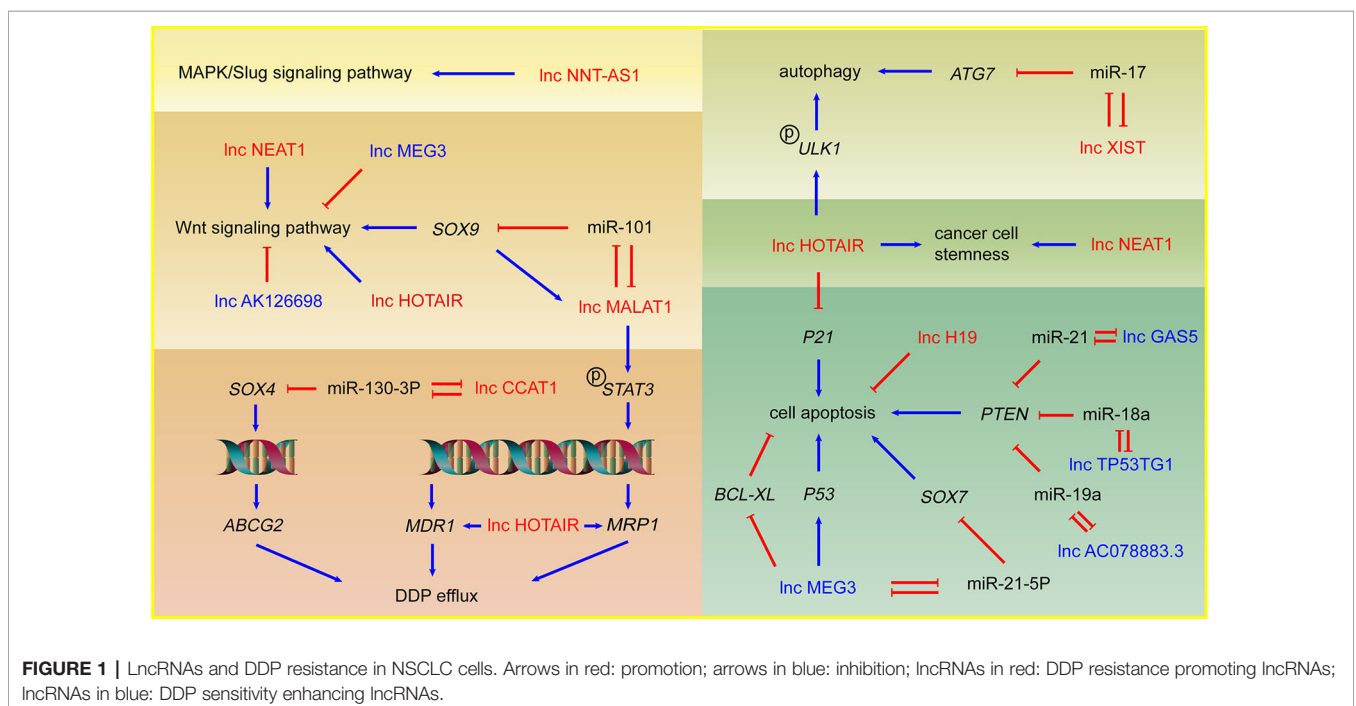 MAPK/Slug signaling pathway
lnc NNT-AS1
lnc NEAT1
lnc MEG3
Wnt signaling pathway
SOX9
miR-101
lnc AK126698
lnc HOTAIR
lnc MALAT1
SOX4
miR-130-3P
lnc CCAT1
p
STAT3
ABCG2
MDR1
lnc HOTAIR
MRP1
DDP efflux
autophagy
ATG7
miR-17
p
ULK1
lnc XIST
lnc HOTAIR
cancer cell
stemness
lnc NEAT1
P21
lnc H19
miR-21
lnc GAS5
cell apoptosis
PTEN
miR-18a
lnc TP53TG1
BCL-XL
P53
SOX7
miR-19a
lnc AC078883.3
lnc MEG3
miR-21-5P
FIGURE 1 | LncRNAs and DDP resistance in NSCLC cells. Arrows in red: promotion; arrows in blue: inhibition; lncRNAs in red: DDP resistance promoting lncRNAs;
lncRNAs in blue: DDP sensitivity enhancing lncRNAs.